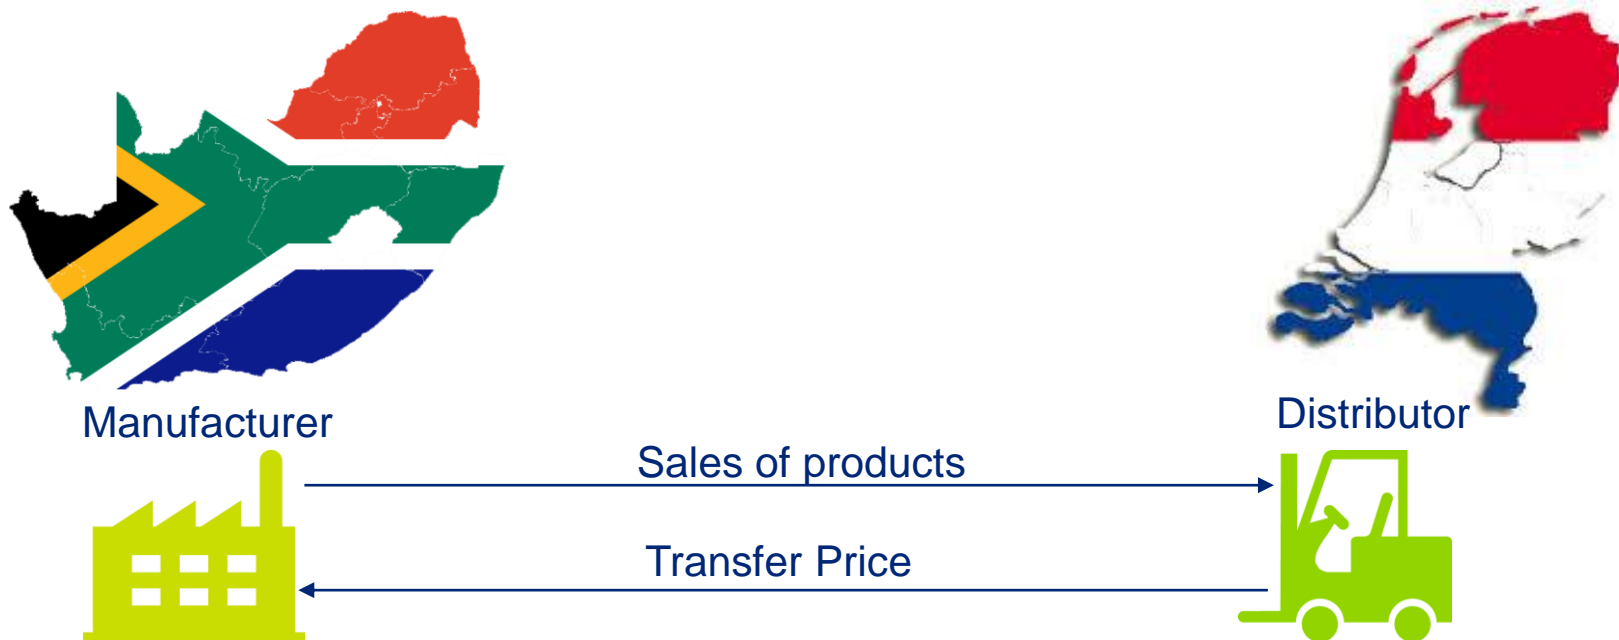 Manufacturer
Distributor
Sales of products
Transfer Price